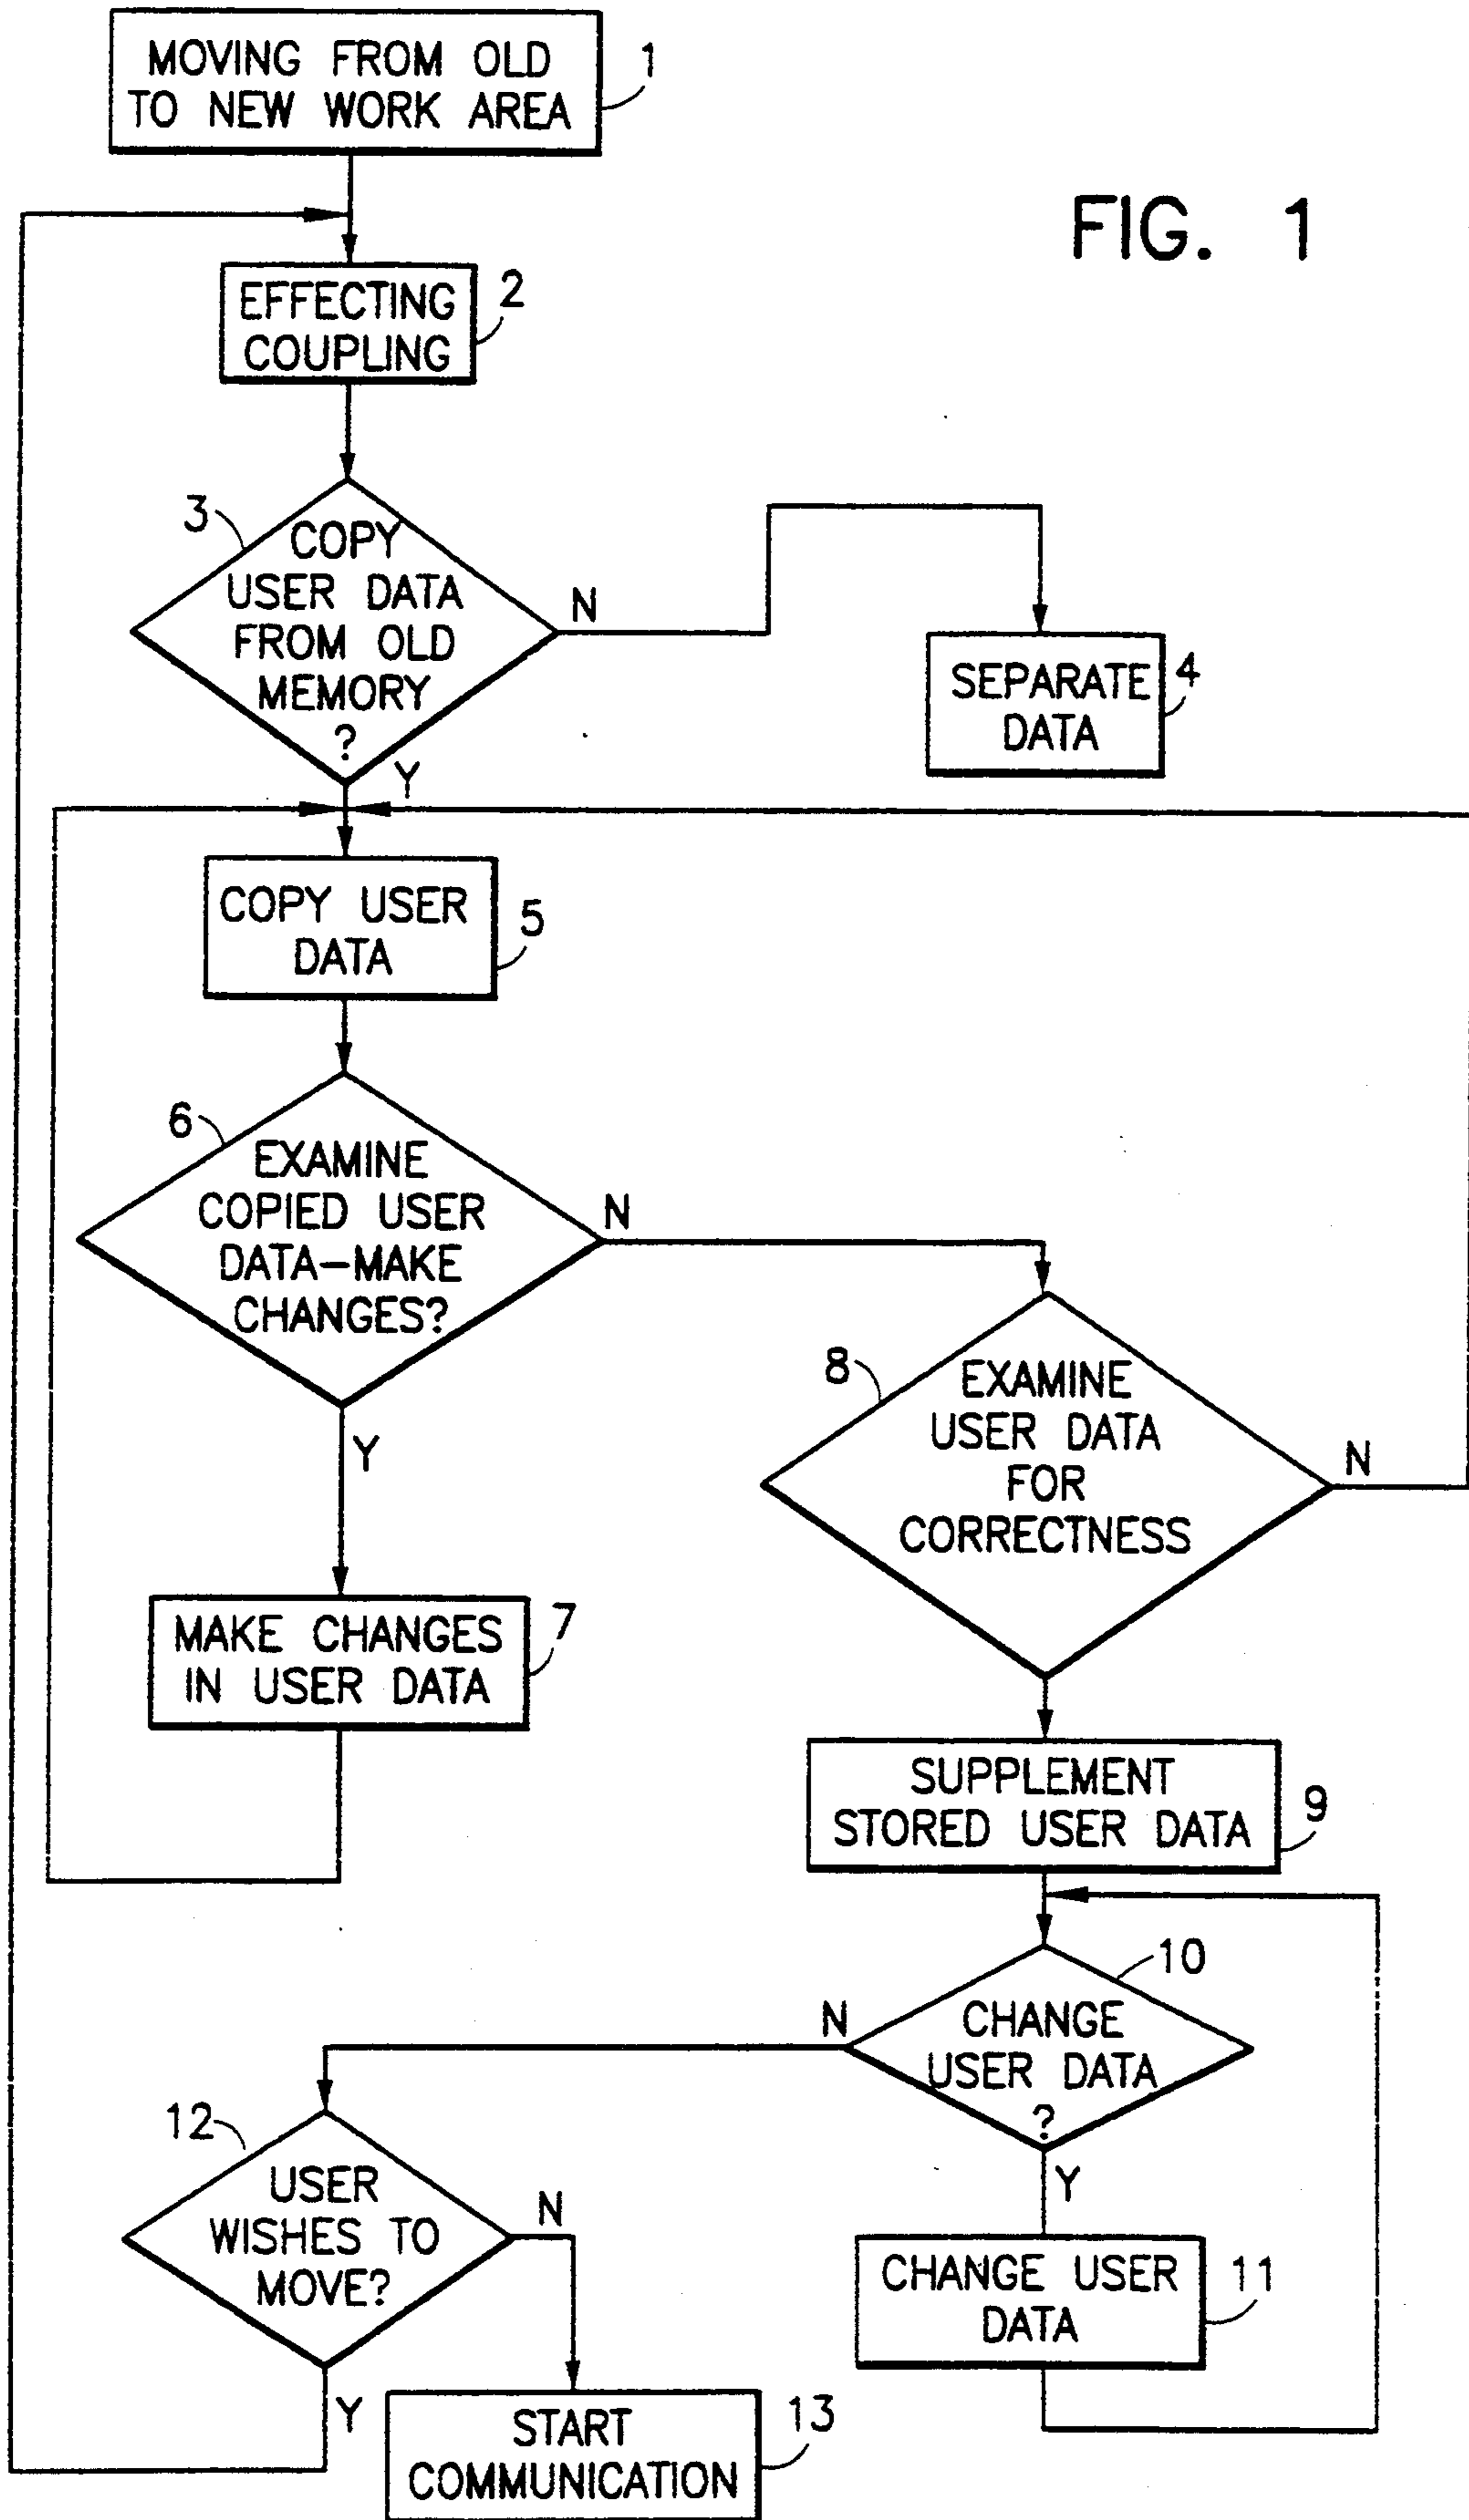 MOVING FROM OLD
TO NEW WORK AREA
1
FIG. 1
EFFECTING
COUPLING
2
3
COPY
USER DATA
FROM OLD
MEMORY
?
N
Y
SEPARATE
DATA
4
COPY USER
DATA
5
6
EXAMINE
COPIED USER
DATA-MAKE
CHANGES?
N
Y
8
EXAMINE
USER DATA
FOR
CORRECTNESS
N
MAKE CHANGES
IN USER DATA
7
SUPPLEMENT
STORED USER DATA
9
10
CHANGE
USER DATA
?
N
Y
12
USER
WISHES TO
MOVE?
N
Y
CHANGE USER
DATA
11
START
COMMUNICATION
13